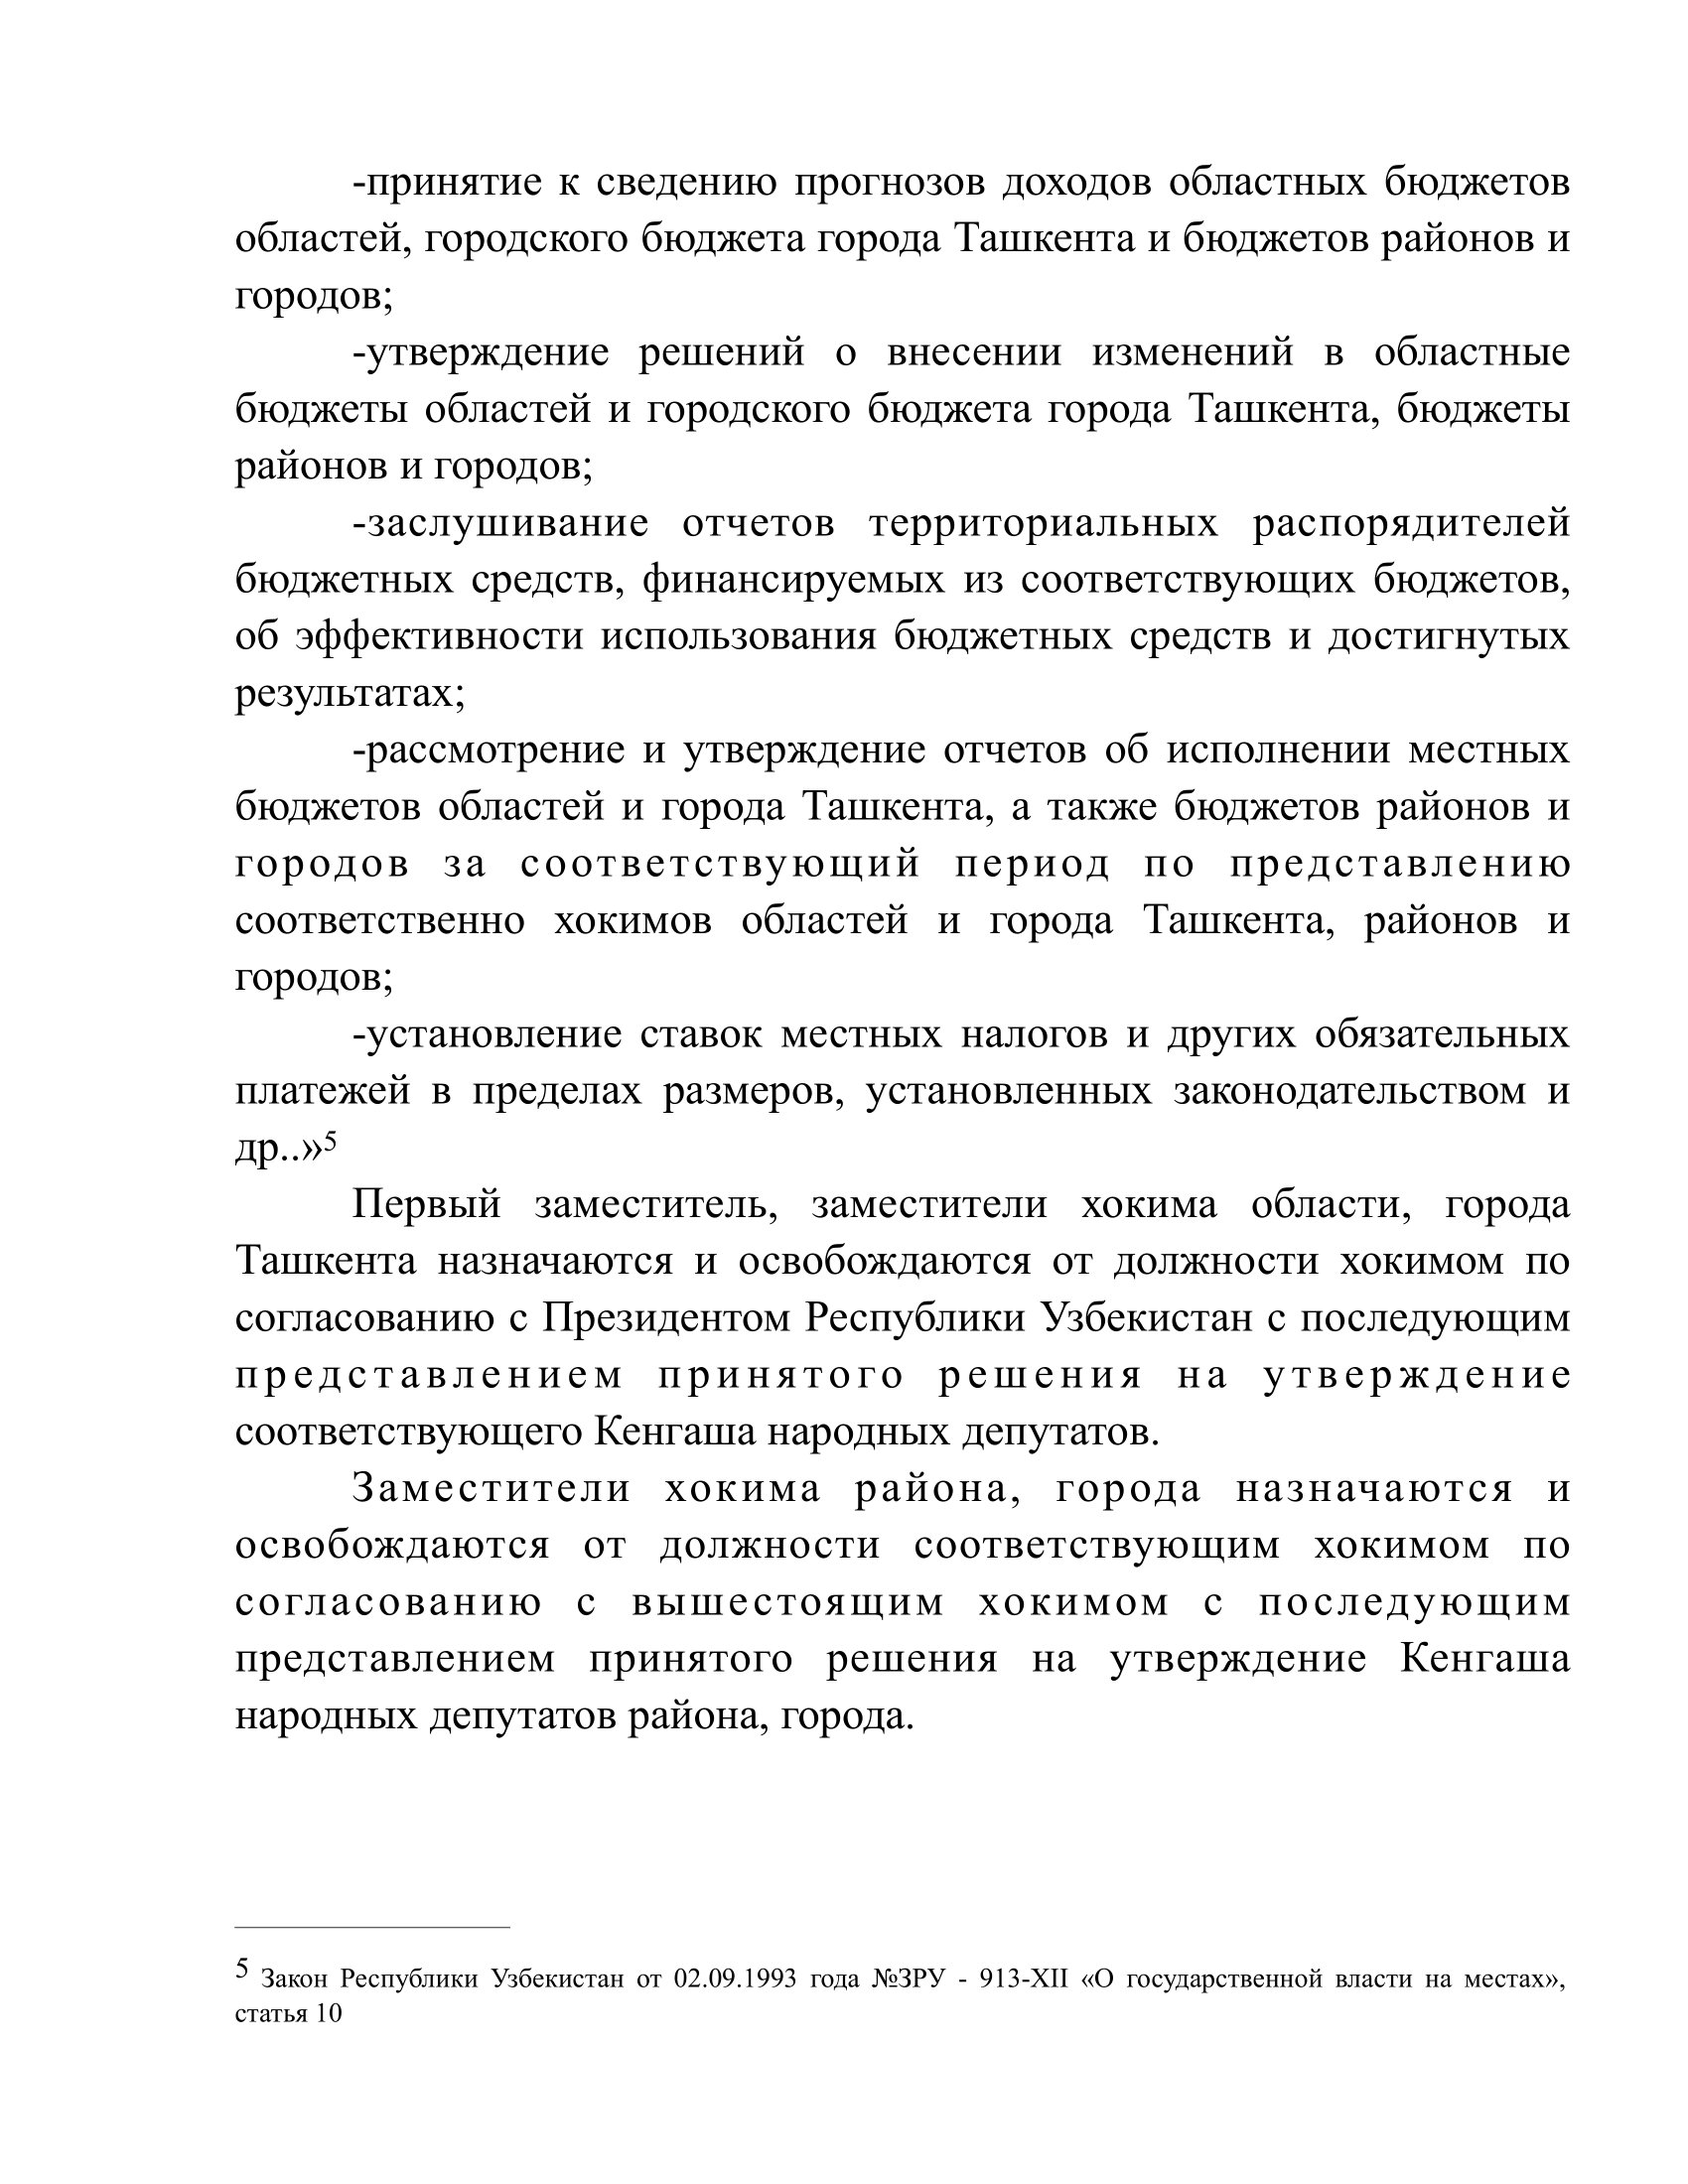 -принятие к сведению прогнозов доходов областных бюджетов
областей, городского бюджета города Ташкента и бюджетов районов и
городов;
-утверждение решений о внесении изменений в областные
бюджеты областей и городского бюджета города Ташкента, бюджеты
районов и городов;
-заслушивание отчетов территориальных распорядителей
бюджетных средств, финансируемых из соответствующих бюджетов,
об эффективности использования бюджетных средств и достигнутых
результатах;
-рассмотрение и утверждение отчетов об исполнении местных
бюджетов областей и города Ташкента, а также бюджетов районов и
городов за соответствующий период по представлению
соответственно хокимов областей и города Ташкента, районов и
городов;
-установление ставок местных налогов и других обязательных
платежей в пределах размеров, установленных законодательством и
др..»5
Первый заместитель, заместители хокима области, города
Ташкента назначаются и освобождаются от должности хокимом по
согласованию с Президентом Республики Узбекистан с последующим
представлением принятого решения на утверждение
соответствующего Кенгаша народных депутатов.
Заместители хокима района, города назначаются и
освобождаются от должности соответствующим хокимом по
согласованию с вышестоящим хокимом с последующим
представлением принятого решения на утверждение Кенгаша
народных депутатов района, города.
5 Закон Республики Узбекистан от 02.09.1993 года №ЗРУ - 913-XII «О государственной власти на местах»,
статья 10